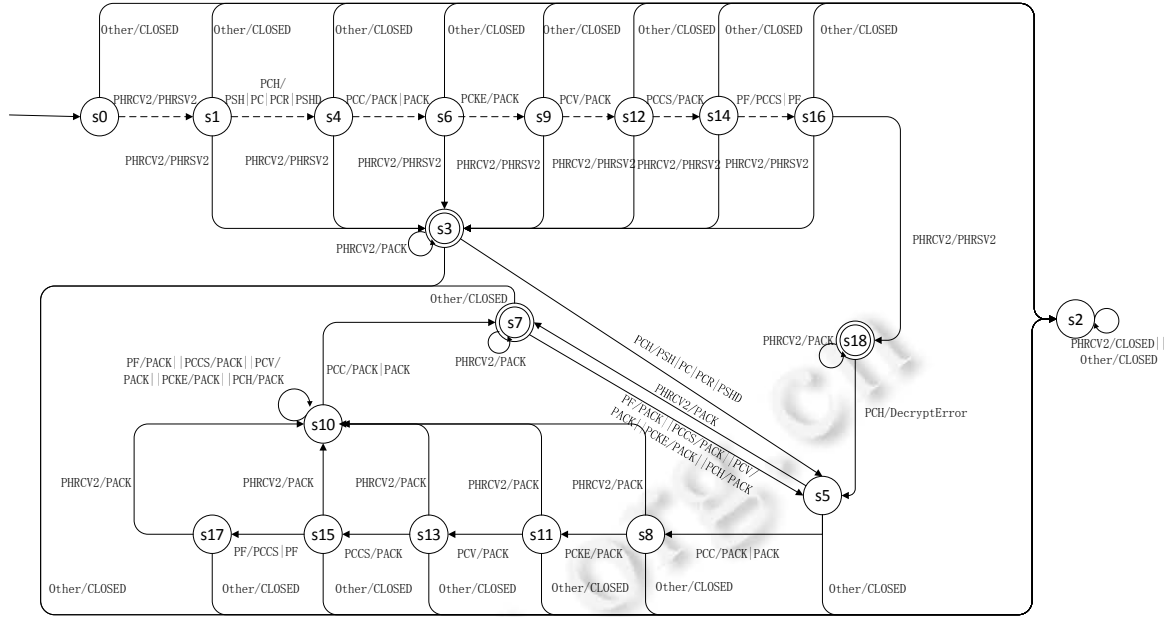 Other/CLOSED Other/CLOSED Other/CLOSED Other/CLOSED Other/CLOSED Other/CLOSED Other/CLOSED Other/CLOSED
PHRCV2/PHRSV2
PCH/
PSH|PC|PCR|PSHD
PCC/PACK|PACK
PCKE/PACK
PCV/PACK
PCCS/PACK
PF/PCCS|PF
s0 s1 s4 s6 s9 s12 s14 s16
PHRCV2/PHRSV2 PHRCV2/PHRSV2 PHRCV2/PHRSV2 PHRCV2/PHRSV2 PHRCV2/PHRSV2 PHRCV2/PHRSV2 PHRCV2/PHRSV2
s3
PHRCV2/PACK
PHRCV2/PHRSV2
Other/CLOSED
s7
PHRCV2/PACK
s18
PHRCV2/PACK
s2
PHRCV2/CLOSED||
Other/CLOSED
PF/PACK||PCCS/PACK||PCV/
PACK||PCKE/PACK||PCH/PACK
PCC/PACK|PACK
PCH/PSH|PC|PCR|PSHD
PHRCV2/PACK
PF/PACK||PCCS/PACK||PCV/
PACK||PCKE/PACK||PCH/PACK
PCH/DecryptError
s10
PHRCV2/PACK PHRCV2/PACK PHRCV2/PACK PHRCV2/PACK PHRCV2/PACK
s5
s17 s15 s13 s11 s8
PF/PCCS|PF PCCS/PACK PCV/PACK PCKE/PACK PCC/PACK|PACK
Other/CLOSED Other/CLOSED Other/CLOSED Other/CLOSED Other/CLOSED Other/CLOSED Other/CLOSED